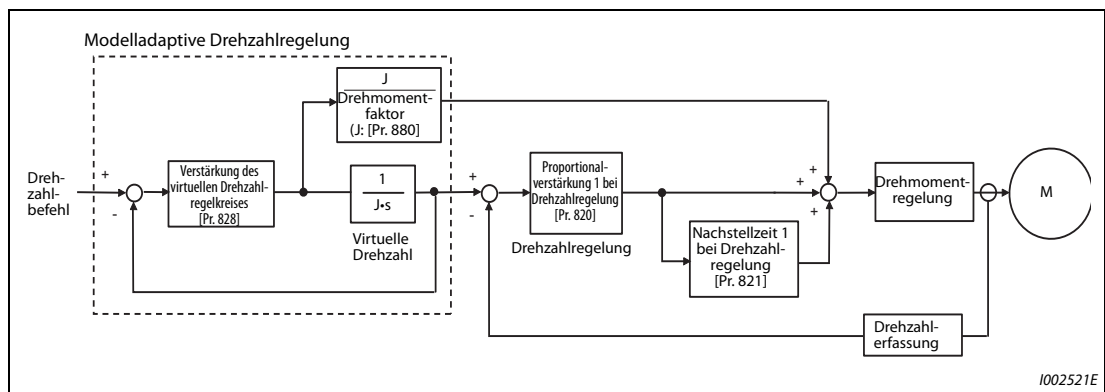 Modelladaptive Drehzahlregelung
J
Drehmoment-
faktor
(J: [Pr. 880]
Dreh-
zahl-
befehl
+
-
Verstärkung des
virtuellen Drehzahl-
regelkreises
[Pr. 828]
1
J•s
Virtuelle
Drehzahl
+
-
Proportional-
verstärkung 1 bei
Drehzahlregelung
[Pr. 820]
Drehzahlregelung
Nachstellzeit 1
bei Drehzahl-
regelung
[Pr. 821]
+
+
+
Drehmoment-
regelung
M
Drehzahl-
erfassung
I002521E